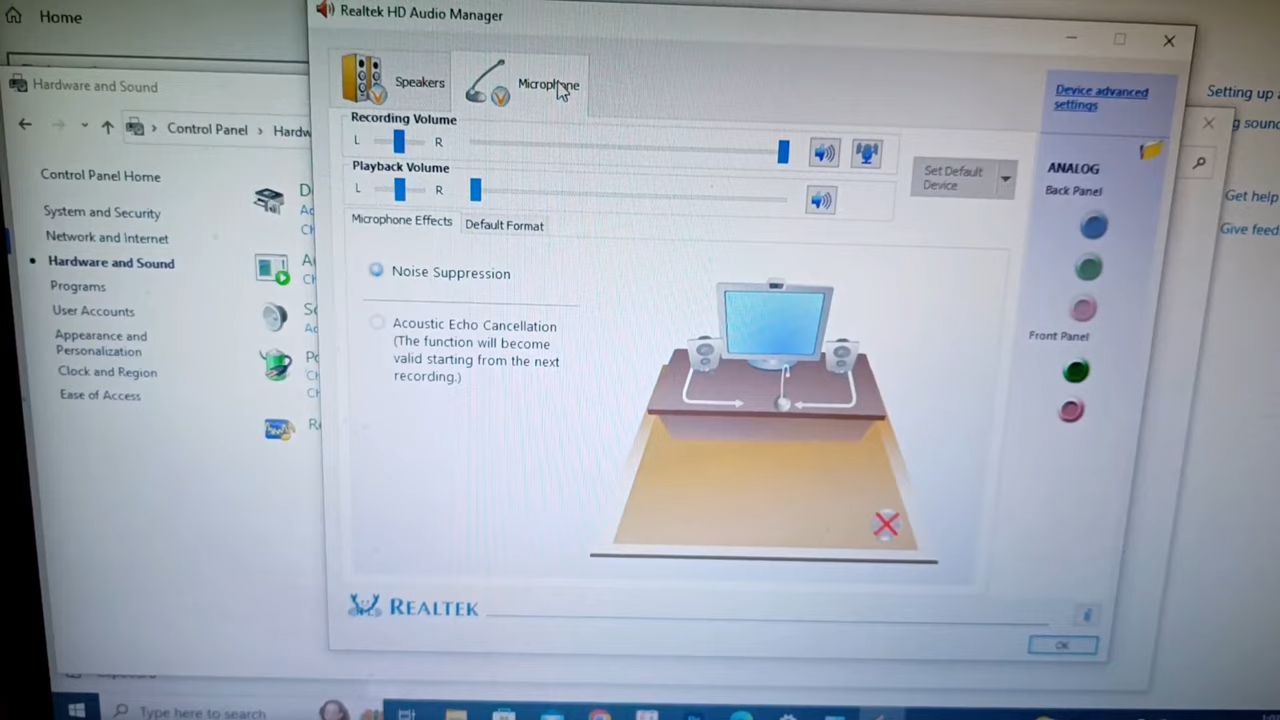 Home
Realtek HD Audio Manager
Hardware and Sound
Control Panel
Hardw
Control Panel Home
System and Security
Network and Internet
Hardware and Sound
Programs
User Accounts
Appearance and
Personalization
Clock and Region
Ease of Access
Speakers
Microphone
Recording Volume
L
R
Playback Volume
L
R
Set Default
Device
Microphone Effects
Default Format
Noise Suppression
Acoustic Echo Cancellation
(The function will become
valid starting from the next
recording.)
REALTEK
Device advanced
settings
ANALOG
Back Panel
Front Panel
OK
Setting up
g sound
Get help
Give feed
Type here to search